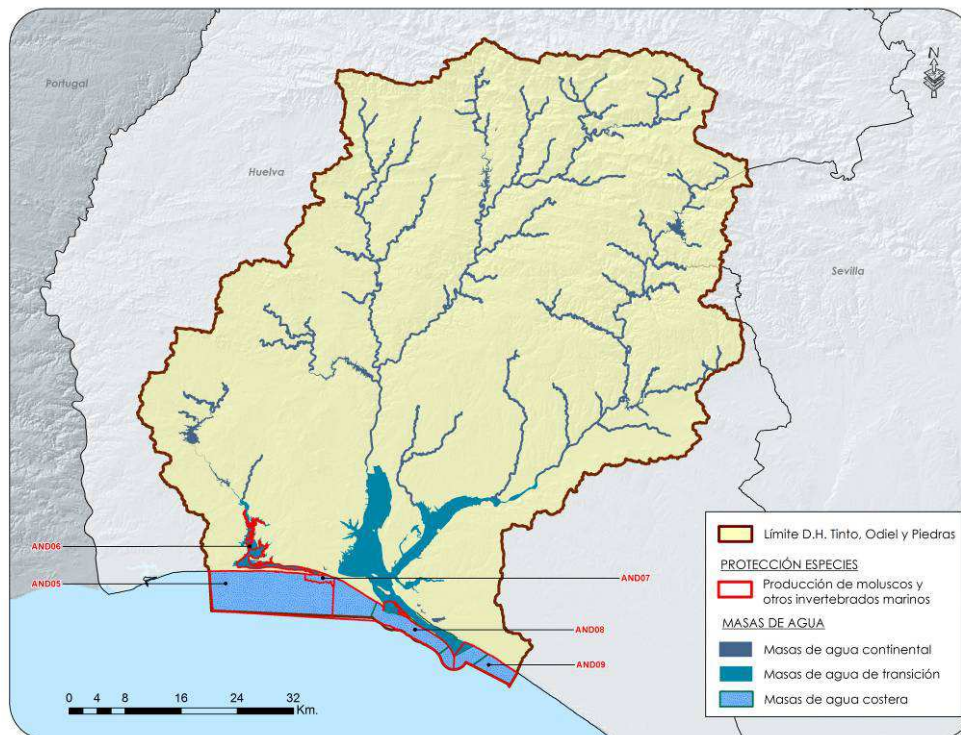 Portugal
N
Huelva
Sevilla
AND06
AND05
AND07
AND08
AND09
Límite D.H. Tinto, Odiel y Piedras
PROTECCIÓN ESPECIES
Producción de moluscos y
otros invertebrados marinos
MASAS DE AGUA
Masas de agua continental
Masas de agua de transición
Masas de agua costera
0 2 4 6 8 16 24 32
Km.